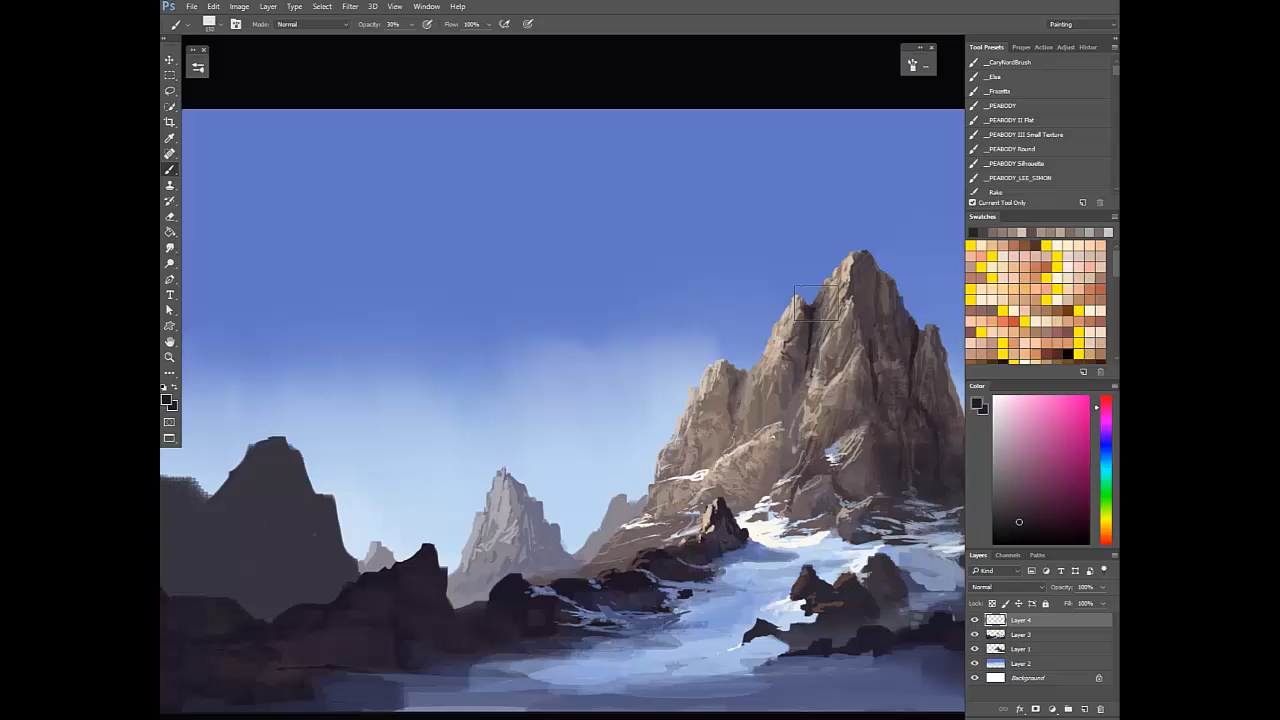 Ps File Edit Image Layer Type Select Filter 3D View Window Help
150 Mode: Normal Opacity: 30% Flow: 100% Painting
Tool Presets Proper Action Adjust Histor
__CaryNordBrush
__Else
__Frazetta
__PEABODY
__PEABODY II Flat
__PEABODY III Small Texture
__PEABODY Round
__PEABODY Silhouette
__PEABODY_LEE_SIMON
Rake
Current Tool Only
Swatches
Color
Layers Channels Paths
Kind
Normal Opacity: 100%
Lock: Fill: 100%
Layer 4
Layer 3
Layer 1
Layer 2
Background
fx